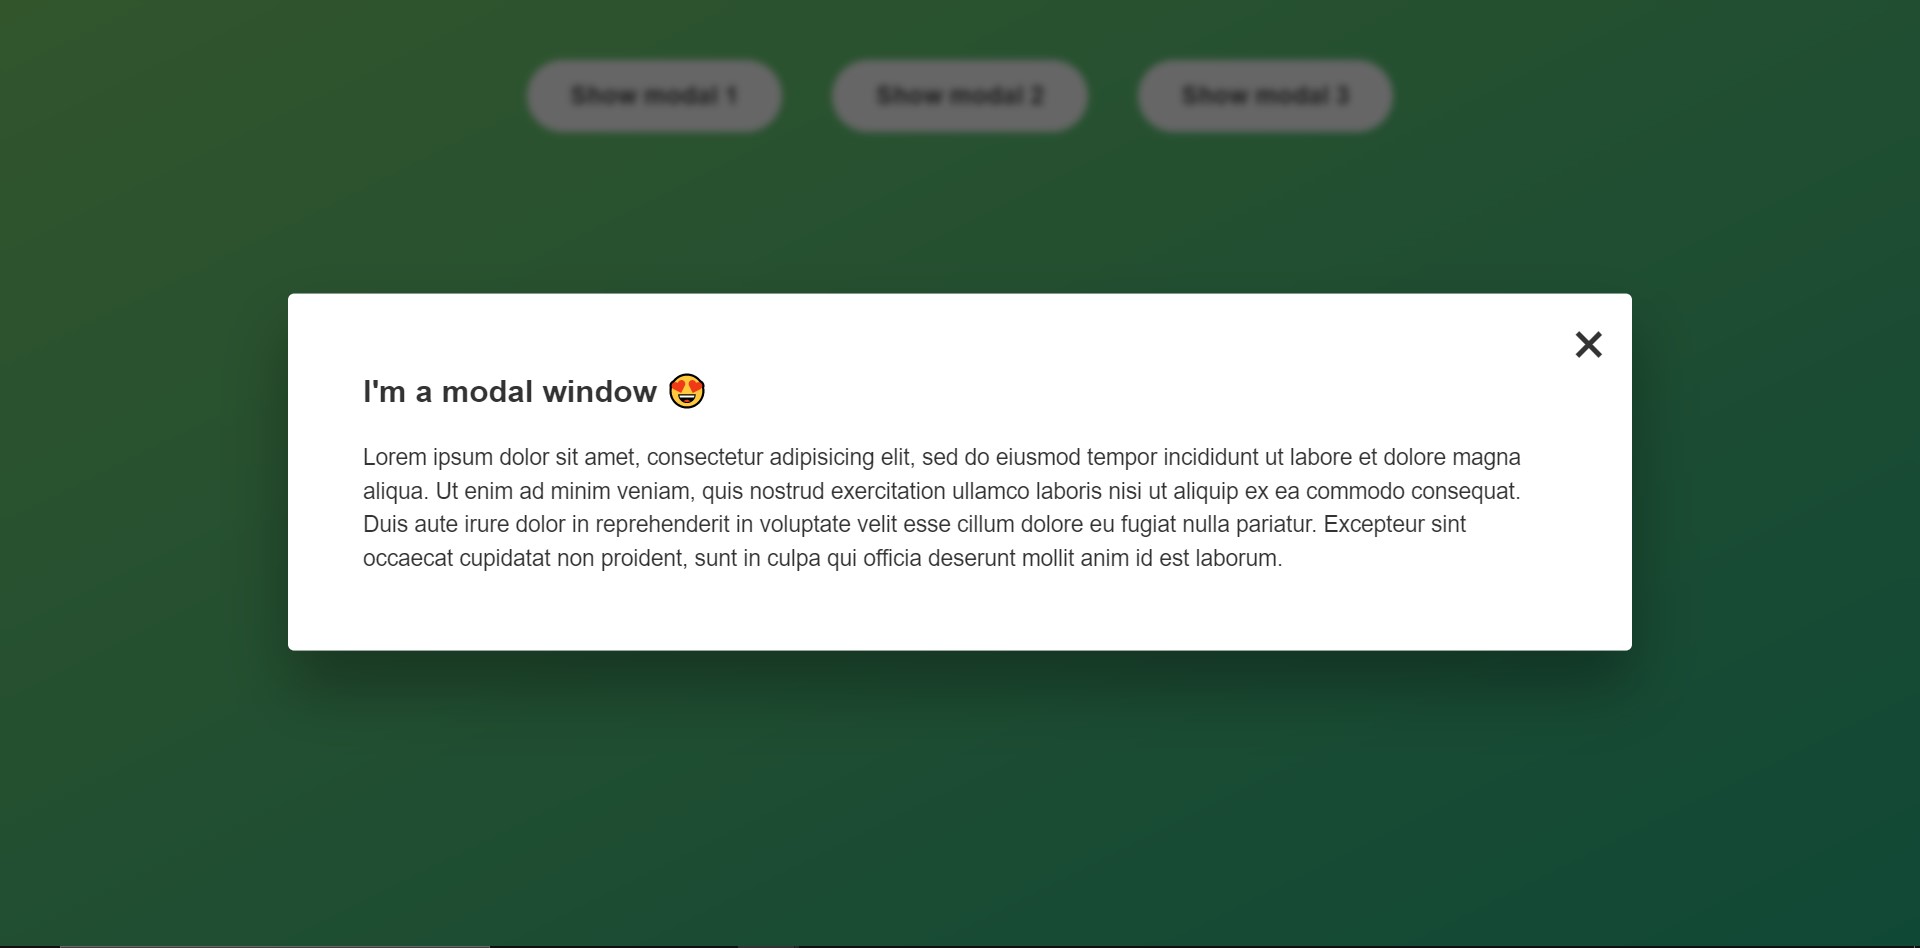 Show modal 1 Show modal 2 Show modal 3
×
I'm a modal window 😍
Lorem ipsum dolor sit amet, consectetur adipisicing elit, sed do eiusmod tempor incididunt ut labore et dolore magna
aliqua. Ut enim ad minim veniam, quis nostrud exercitation ullamco laboris nisi ut aliquip ex ea commodo consequat.
Duis aute irure dolor in reprehenderit in voluptate velit esse cillum dolore eu fugiat nulla pariatur. Excepteur sint
occaecat cupidatat non proident, sunt in culpa qui officia deserunt mollit anim id est laborum.